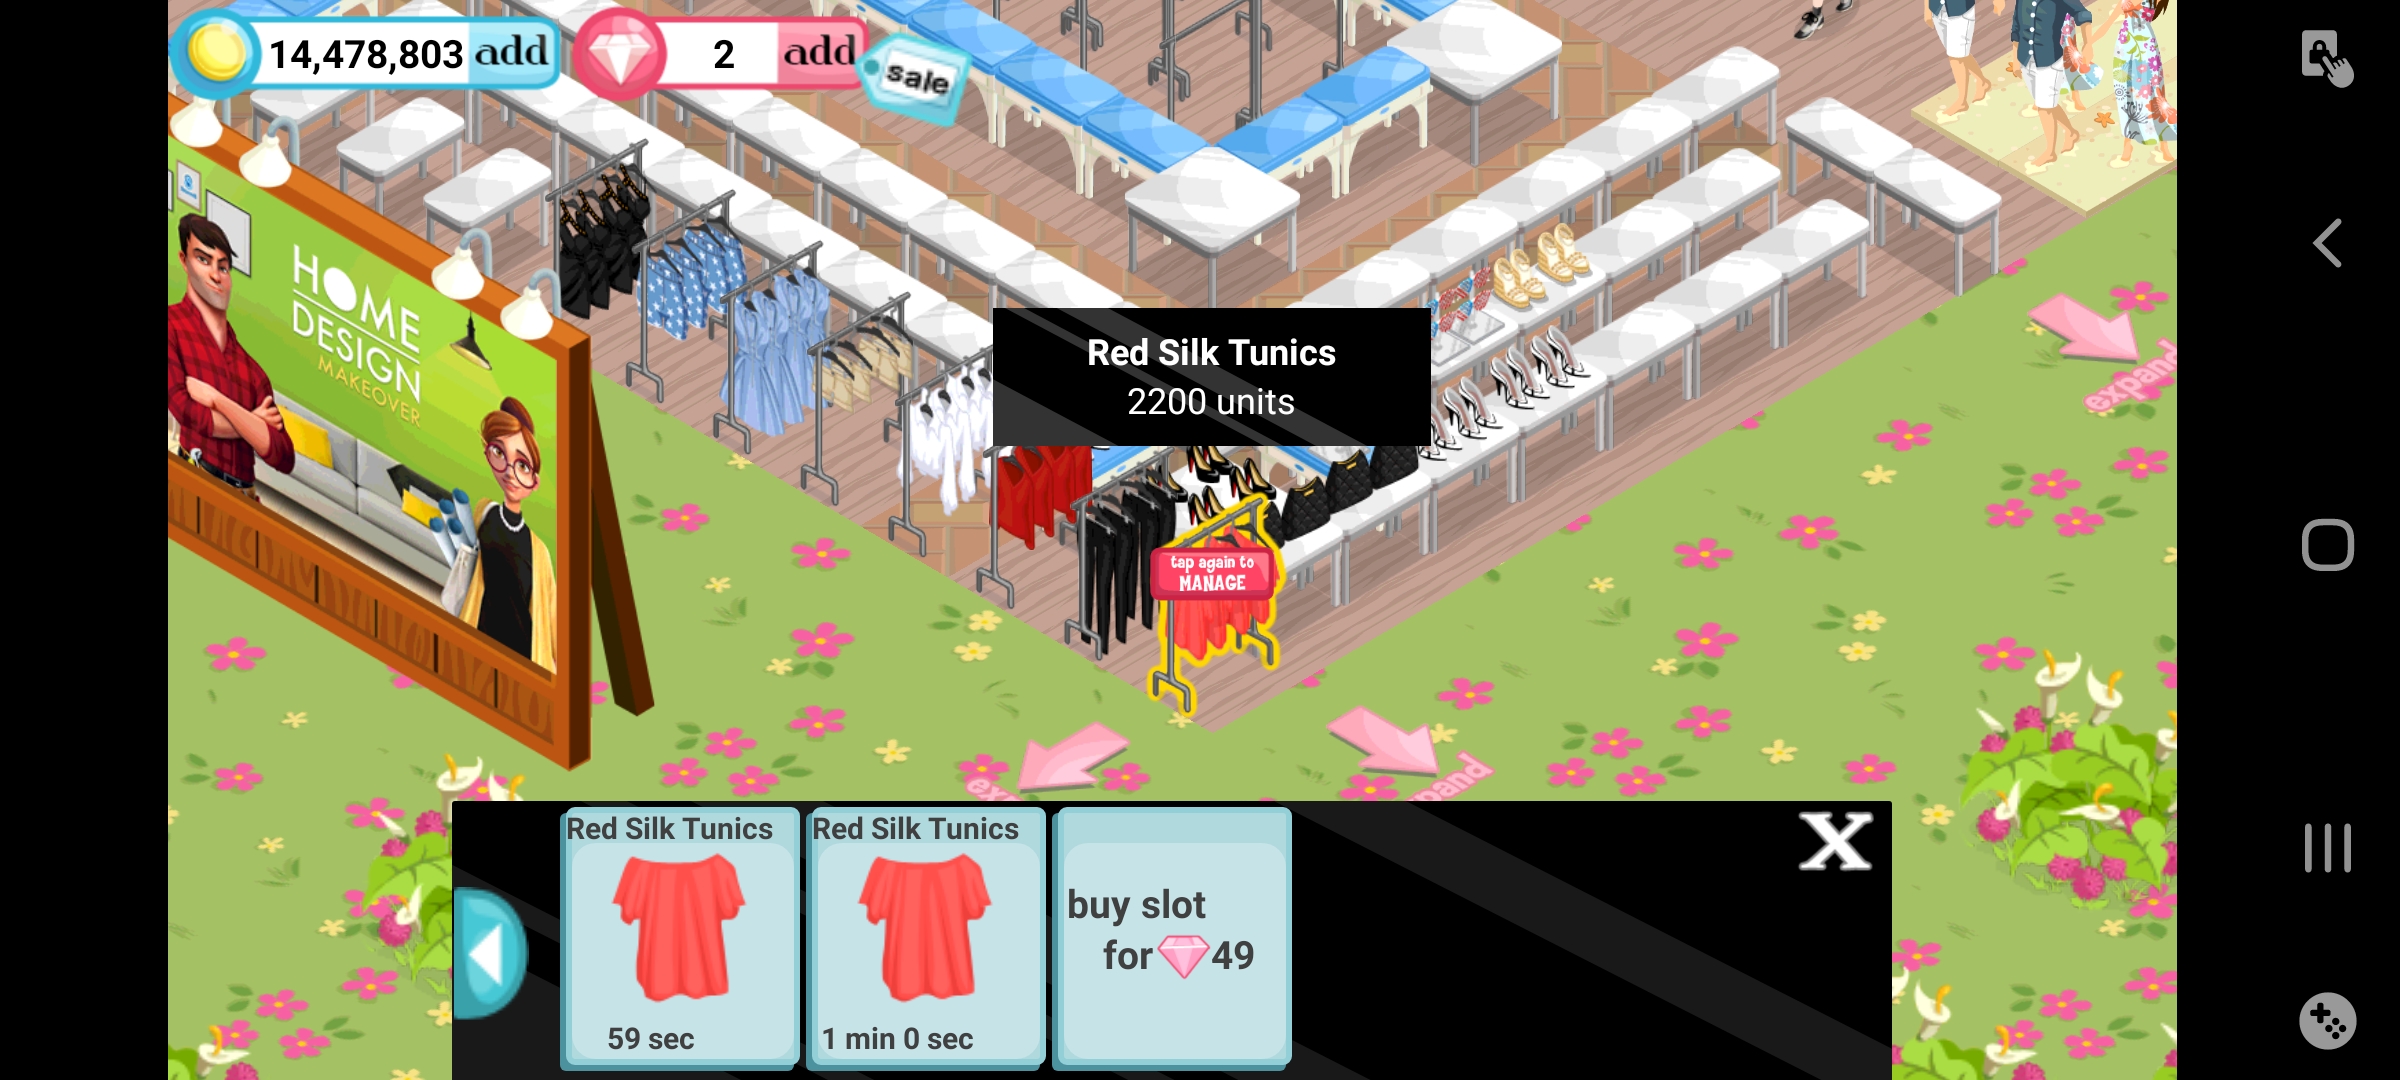 14,478,803 add
2 add
sale
HOME
DESIGN
MAKEOVER
Red Silk Tunics
2200 units
expand
tap again to
MANAGE
Red Silk Tunics
59 sec
Red Silk Tunics
1 min 0 sec
buy slot
for 49
X